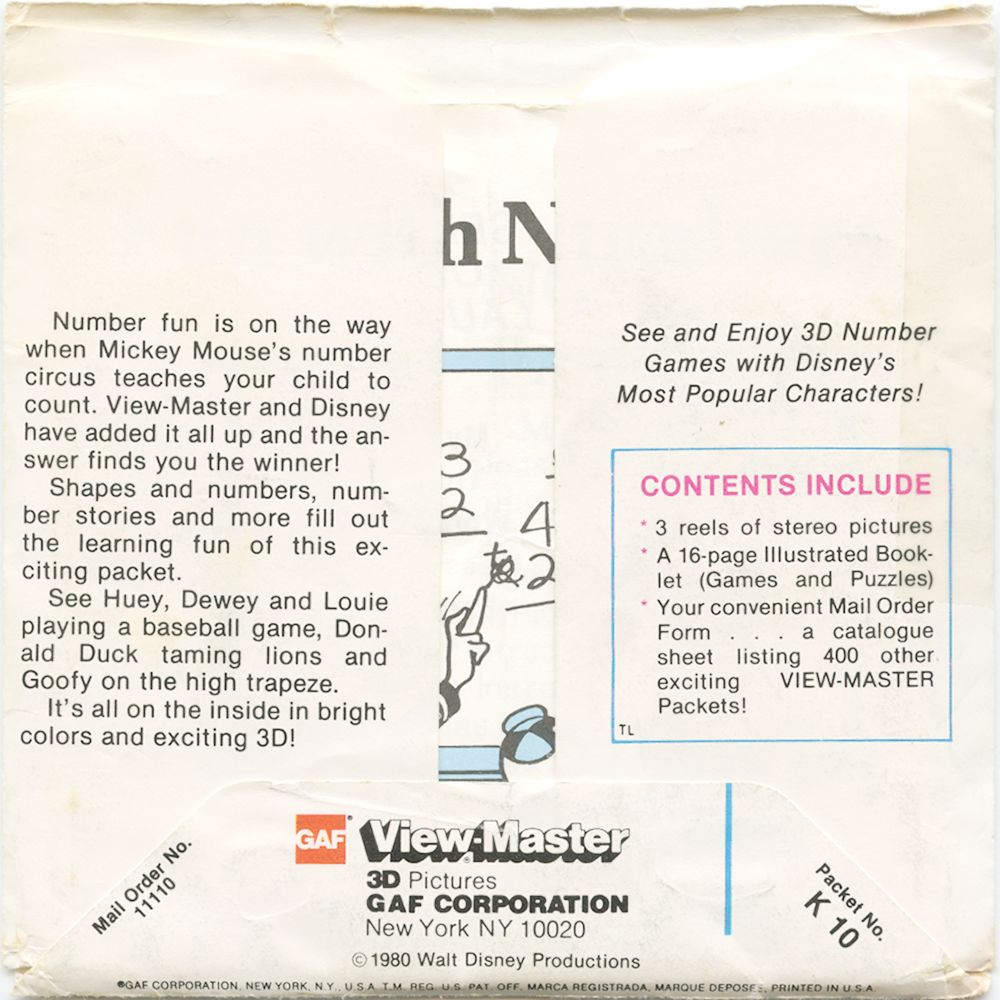 h N
Number fun is on the way
when Mickey Mouse's number
circus teaches your child to
count. View-Master and Disney
have added it all up and the an-
swer finds you the winner!
Shapes and numbers, num-
ber stories and more fill out
the learning fun of this ex-
citing packet.
See Huey, Dewey and Louie
playing a baseball game, Don-
ald Duck taming lions and
Goofy on the high trapeze.
It's all on the inside in bright
colors and exciting 3D!
3
2
4
2
See and Enjoy 3D Number
Games with Disney's
Most Popular Characters!
CONTENTS INCLUDE
* 3 reels of stereo pictures
* A 16-page Illustrated Book-
let (Games and Puzzles)
* Your convenient Mail Order
Form . . . a catalogue
sheet listing 400 other
exciting VIEW-MASTER
Packets!
TL
Mail Order No.
11110
GAF® View-Master®
3D Pictures
GAF CORPORATION
New York NY 10020
© 1980 Walt Disney Productions
Packet No.
K 10
®GAF CORPORATION, NEW YORK, N.Y., U.S.A. T.M. REG. U.S. PAT. OFF. MARCA REGISTRADA, MARQUE DEPOSEE, PRINTED IN U.S.A.